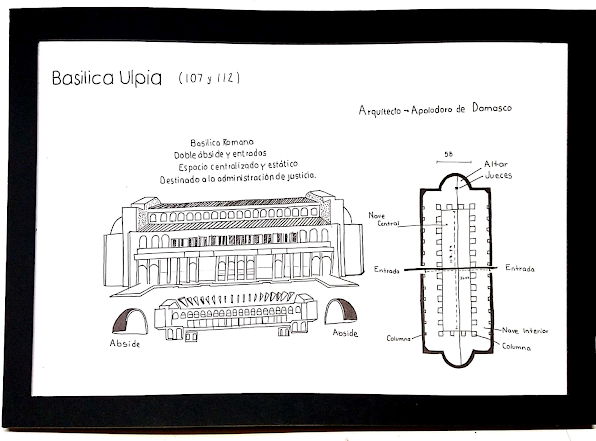 Basilica Ulpia (107 y 112)
Arquitecto → Apolodoro de Damasco
Basilica Romana
Doble ábside y entradas
Espacio centralizado y estático
Destinado a la administración de justicia.
Abside
Abside
58
Altar
Jueces
Nave
Central
Entrada
Entrada
Nave Inferior
Columna
Columna